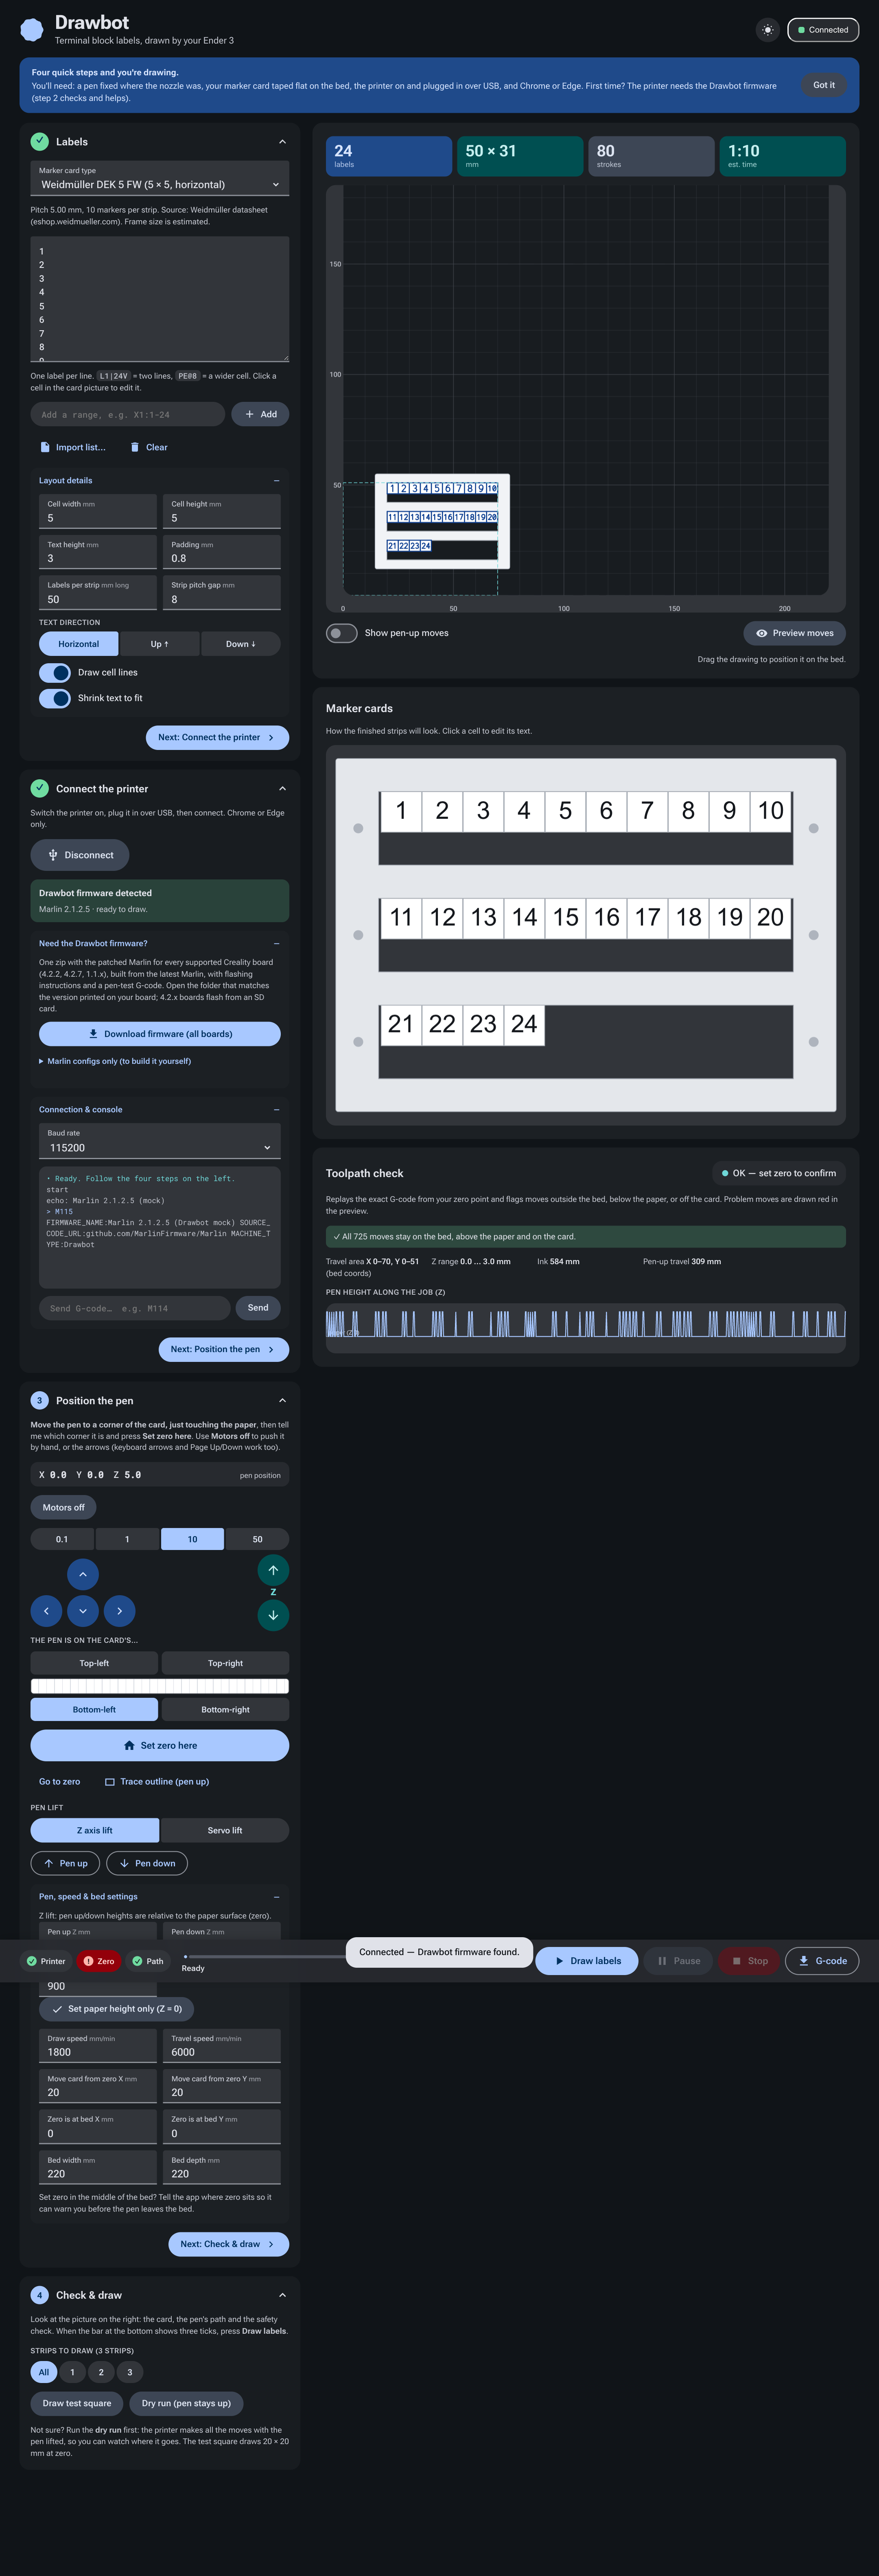 Drawbot
Terminal block labels, drawn by your Ender 3
Connected
Four quick steps and you're drawing.
You'll need: a pen fixed where the nozzle was, your marker card taped flat on the bed, the printer on and plugged in over USB, and Chrome or Edge. First time? The printer needs the Drawbot firmware
(step 2 checks and helps).
Got it
Labels
Marker card type
Weidmüller DEK 5 FW (5 × 5, horizontal)
Pitch 5.00 mm, 10 markers per strip. Source: Weidmüller datasheet
(eshop.weidmueller.com). Frame size is estimated.
1
2
3
4
5
6
7
8
One label per line. L1|24V = two lines, PE@8 = a wider cell. Click a
cell in the card picture to edit it.
Add a range, e.g. X1:1-24
Add
Import list...
Clear
Layout details
Cell width mm
5
Cell height mm
5
Text height mm
3
Padding mm
0.8
Labels per strip mm long
50
Strip pitch gap mm
8
TEXT DIRECTION
Horizontal
Up ↑
Down ↓
Draw cell lines
Shrink text to fit
Next: Connect the printer
Connect the printer
Switch the printer on, plug it in over USB, then connect. Chrome or Edge
only.
Disconnect
Drawbot firmware detected
Marlin 2.1.2.5 · ready to draw.
Need the Drawbot firmware?
One zip with the patched Marlin for every supported Creality board
(4.2.2, 4.2.7, 1.1.x), built from the latest Marlin, with flashing
instructions and a pen-test G-code. Open the folder that matches
the version printed on your board; 4.2.x boards flash from an SD
card.
Download firmware (all boards)
Marlin configs only (to build it yourself)
Connection & console
Baud rate
115200
• Ready. Follow the four steps on the left.
start
echo: Marlin 2.1.2.5 (mock)
> M115
FIRMWARE_NAME:Marlin 2.1.2.5 (Drawbot mock) SOURCE_
CODE_URL:github.com/MarlinFirmware/Marlin MACHINE_T
YPE:Drawbot
Send G-code… e.g. M114
Send
Next: Position the pen
3
Position the pen
Move the pen to a corner of the card, just touching the paper, then tell
me which corner it is and press Set zero here. Use Motors off to push it
by hand, or the arrows (keyboard arrows and Page Up/Down work too).
X 0.0 Y 0.0 Z 5.0
pen position
Motors off
0.1
1
10
50
Z
THE PEN IS ON THE CARD'S…
Top-left
Top-right
Bottom-left
Bottom-right
Set zero here
Go to zero
Trace outline (pen up)
PEN LIFT
Z axis lift
Servo lift
Pen up
Pen down
Pen, speed & bed settings
Z lift: pen up/down heights are relative to the paper surface (zero).
Pen up Z mm
Pen down Z mm
Printer
Zero
Path
Ready
Connected — Drawbot firmware found.
Draw labels
Pause
Stop
G-code
900
Set paper height only (Z = 0)
Draw speed mm/min
1800
Travel speed mm/min
6000
Move card from zero X mm
20
Move card from zero Y mm
20
Zero is at bed X mm
0
Zero is at bed Y mm
0
Bed width mm
220
Bed depth mm
220
Set zero in the middle of the bed? Tell the app where zero sits so it
can warn you before the pen leaves the bed.
Next: Check & draw
4
Check & draw
Look at the picture on the right: the card, the pen's path and the safety
check. When the bar at the bottom shows three ticks, press Draw labels.
STRIPS TO DRAW (3 STRIPS)
All
1
2
3
Draw test square
Dry run (pen stays up)
Not sure? Run the dry run first: the printer makes all the moves with the
pen lifted, so you can watch where it goes. The test square draws 20 × 20
mm at zero.
24
labels
50 × 31
mm
80
strokes
1:10
est. time
150
100
50
1 2 3 4 5 6 7 8 9 10
11 12 13 14 15 16 17 18 19 20
21 22 23 24
0 50 100 150 200
Show pen-up moves
Preview moves
Drag the drawing to position it on the bed.
Marker cards
How the finished strips will look. Click a cell to edit its text.
1 2 3 4 5 6 7 8 9 10
11 12 13 14 15 16 17 18 19 20
21 22 23 24
Toolpath check
OK — set zero to confirm
Replays the exact G-code from your zero point and flags moves outside the bed, below the paper, or off the card. Problem moves are drawn red in
the preview.
✓ All 725 moves stay on the bed, above the paper and on the card.
Travel area X 0–70, Y 0–51
(bed coords)
Z range 0.0 … 3.0 mm
Ink 584 mm
Pen-up travel 309 mm
PEN HEIGHT ALONG THE JOB (Z)